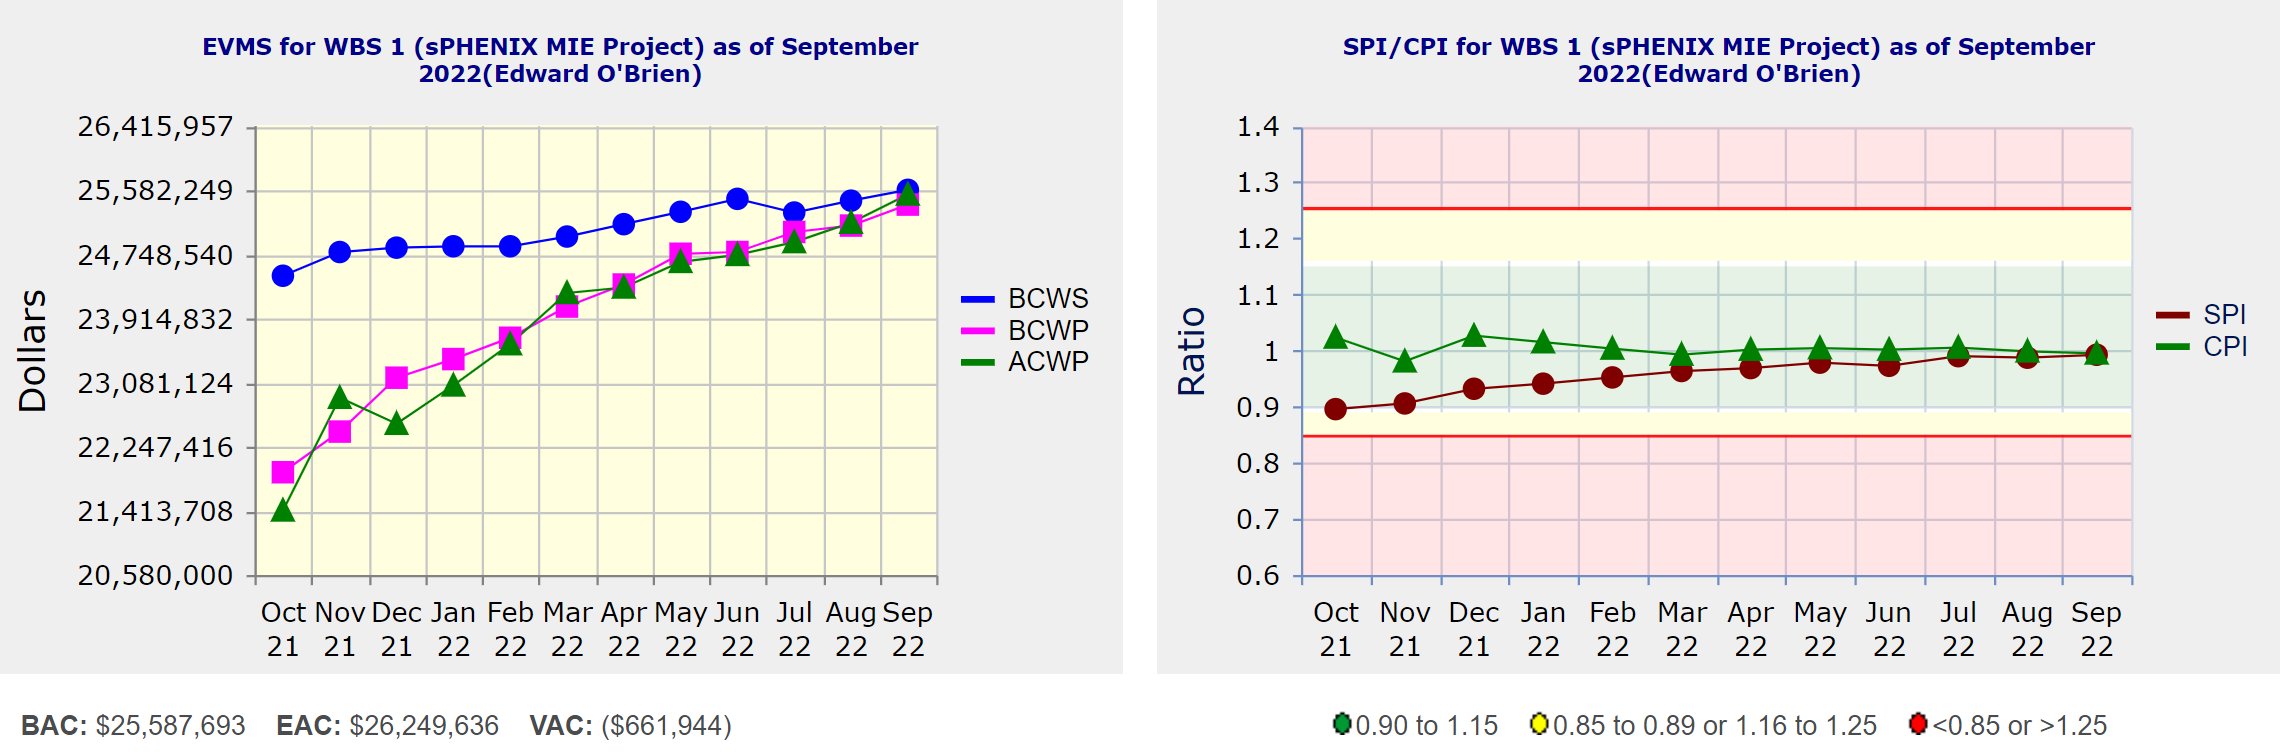 EVMS for WBS 1 (sPHENIX MIE Project) as of September
2022(Edward O'Brien)
26,415,957
25,582,249
24,748,540
23,914,832
23,081,124
22,247,416
21,413,708
20,580,000
Dollars
Oct Nov Dec Jan Feb Mar Apr May Jun Jul Aug Sep
21 21 21 22 22 22 22 22 22 22 22 22
BCWS
BCWP
ACWP
BAC: $25,587,693 EAC: $26,249,636 VAC: ($661,944)
SPI/CPI for WBS 1 (sPHENIX MIE Project) as of September
2022(Edward O'Brien)
1.4
1.3
1.2
1.1
1
0.9
0.8
0.7
0.6
Ratio
Oct Nov Dec Jan Feb Mar Apr May Jun Jul Aug Sep
21 21 21 22 22 22 22 22 22 22 22 22
SPI
CPI
0.90 to 1.15 0.85 to 0.89 or 1.16 to 1.25 <0.85 or >1.25